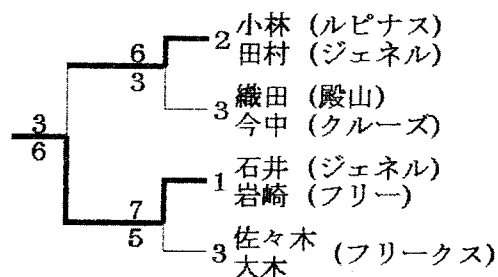 6
2 小林 (ルピナス)
田村 (ジェネル)
3
3 織田 (殿山)
今中 (クルーズ)
3
6
1 石井 (ジェネル)
岩崎 (フリー)
7
5
3 佐々木 (フリークス)
大木